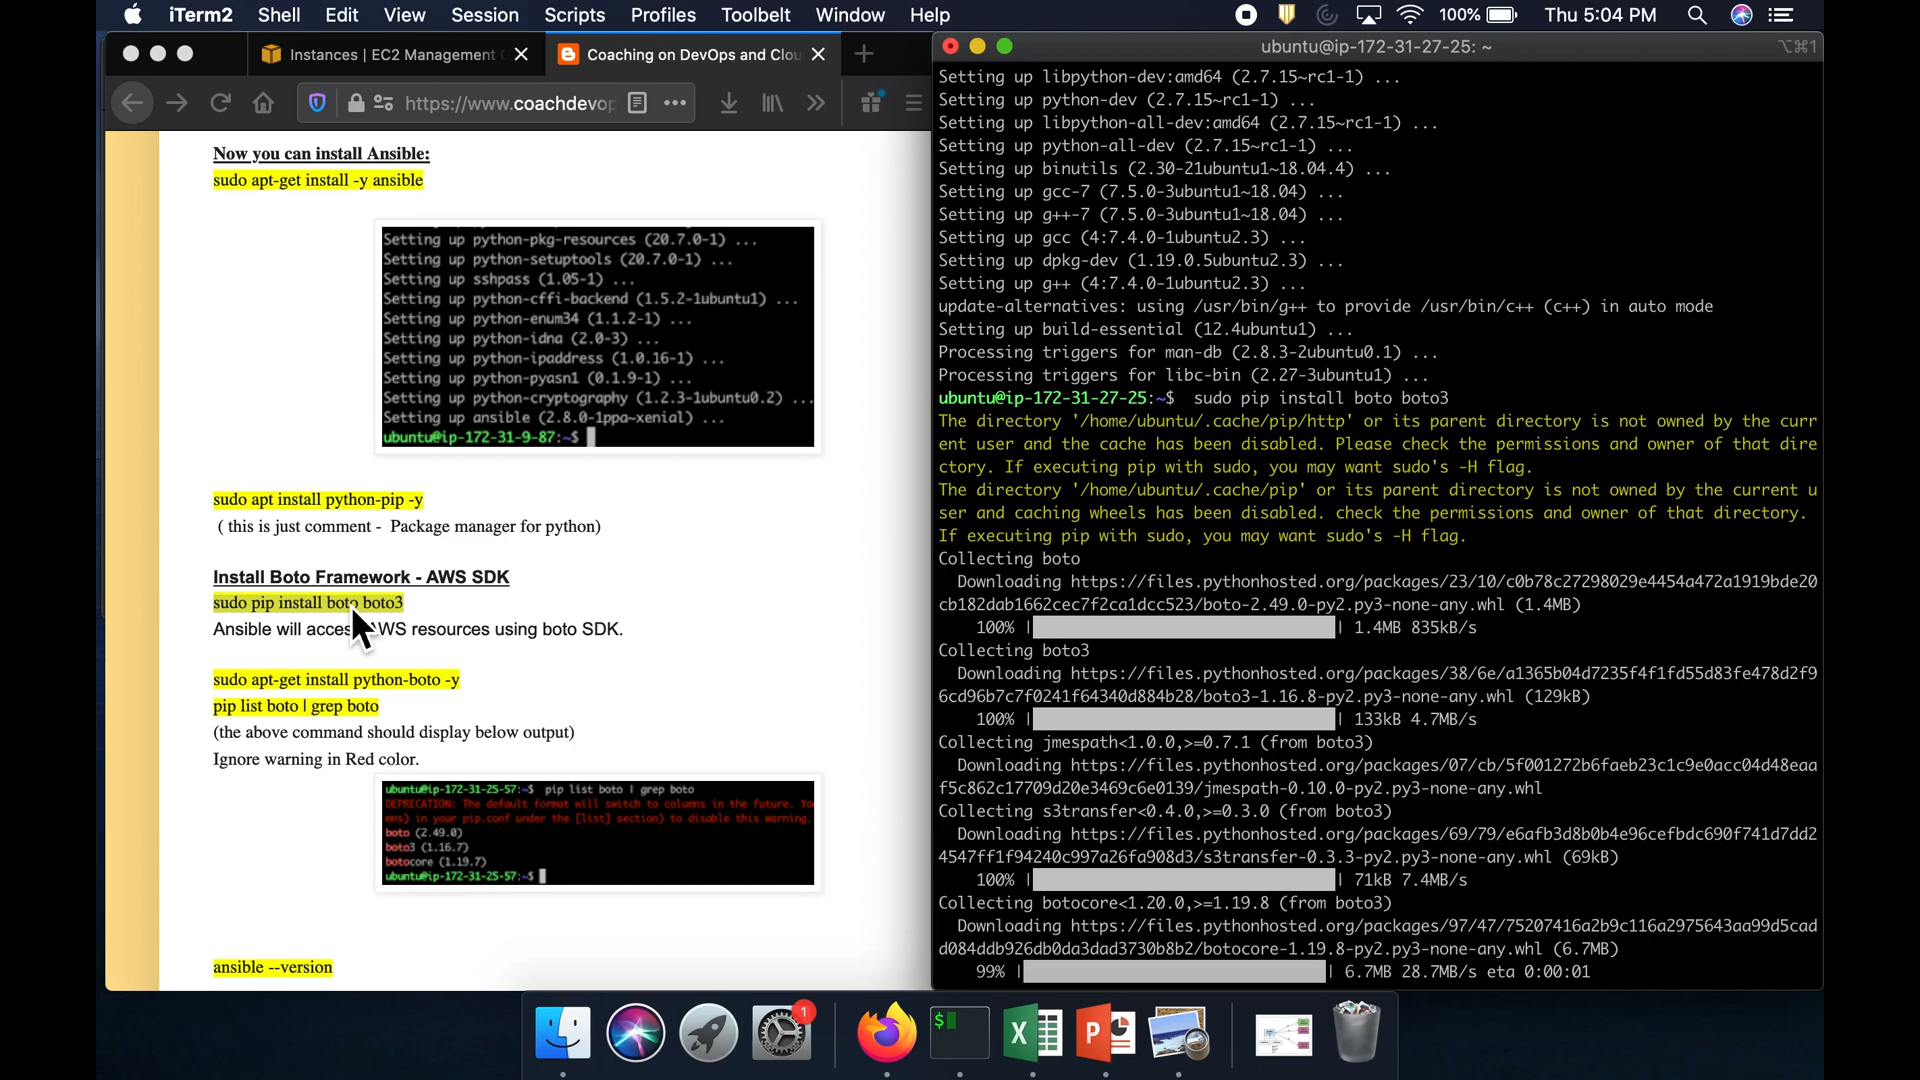 iTerm2 Shell Edit View Session Scripts Profiles Toolbelt Window Help 100% Thu 5:04 PM
Instances | EC2 Management C
Coaching on DevOps and Clou
https://www.coachdevop
Now you can install Ansible:
sudo apt-get install -y ansible
Setting up python-pkg-resources (20.7.0-1) ...
Setting up python-setuptools (20.7.0-1) ...
Setting up sshpass (1.05-1) ...
Setting up python-cffi-backend (1.5.2-1ubuntu1) ...
Setting up python-enum34 (1.1.2-1) ...
Setting up python-idna (2.0-3) ...
Setting up python-ipaddress (1.0.16-1) ...
Setting up python-pyasn1 (0.1.9-1) ...
Setting up python-cryptography (1.2.3-1ubuntu0.2) ...
Setting up ansible (2.8.0-1ppa~xenial) ...
ubuntu@ip-172-31-9-87:~$
sudo apt install python-pip -y
( this is just comment - Package manager for python)
Install Boto Framework - AWS SDK
sudo pip install boto boto3
Ansible will acces AWS resources using boto SDK.
sudo apt-get install python-boto -y
pip list boto | grep boto
(the above command should display below output)
Ignore warning in Red color.
ubuntu@ip-172-31-25-57:~$ pip list boto | grep boto
DEPRECATION: The default format will switch to columns in the future. Yo
mns) in your pip.conf under the [list] section) to disable this warning.
boto (2.49.0)
boto3 (1.16.7)
botocore (1.19.7)
ubuntu@ip-172-31-25-57:~$
ansible --version
ubuntu@ip-172-31-27-25: ~
⌥⌘1
Setting up libpython-dev:amd64 (2.7.15~rc1-1) ...
Setting up python-dev (2.7.15~rc1-1) ...
Setting up libpython-all-dev:amd64 (2.7.15~rc1-1) ...
Setting up python-all-dev (2.7.15~rc1-1) ...
Setting up binutils (2.30-21ubuntu1~18.04.4) ...
Setting up gcc-7 (7.5.0-3ubuntu1~18.04) ...
Setting up g++-7 (7.5.0-3ubuntu1~18.04) ...
Setting up gcc (4:7.4.0-1ubuntu2.3) ...
Setting up dpkg-dev (1.19.0.5ubuntu2.3) ...
Setting up g++ (4:7.4.0-1ubuntu2.3) ...
update-alternatives: using /usr/bin/g++ to provide /usr/bin/c++ (c++) in auto mode
Setting up build-essential (12.4ubuntu1) ...
Processing triggers for man-db (2.8.3-2ubuntu0.1) ...
Processing triggers for libc-bin (2.27-3ubuntu1) ...
ubuntu@ip-172-31-27-25:~$ sudo pip install boto boto3
The directory '/home/ubuntu/.cache/pip/http' or its parent directory is not owned by the curr
ent user and the cache has been disabled. Please check the permissions and owner of that dire
ctory. If executing pip with sudo, you may want sudo's -H flag.
The directory '/home/ubuntu/.cache/pip' or its parent directory is not owned by the current u
ser and caching wheels has been disabled. check the permissions and owner of that directory.
If executing pip with sudo, you may want sudo's -H flag.
Collecting boto
Downloading https://files.pythonhosted.org/packages/23/10/c0b78c27298029e4454a472a1919bde20
cb182dab1662cec7f2ca1dcc523/boto-2.49.0-py2.py3-none-any.whl (1.4MB)
100% | | 1.4MB 835kB/s
Collecting boto3
Downloading https://files.pythonhosted.org/packages/38/6e/a1365b04d7235f4f1fd55d83fe478d2f9
6cd96b7c7f0241f64340d884b28/boto3-1.16.8-py2.py3-none-any.whl (129kB)
100% | | 133kB 4.7MB/s
Collecting jmespath<1.0.0,>=0.7.1 (from boto3)
Downloading https://files.pythonhosted.org/packages/07/cb/5f001272b6faeb23c1c9e0acc04d48eaa
f5c862c17709d20e3469c6e0139/jmespath-0.10.0-py2.py3-none-any.whl
Collecting s3transfer<0.4.0,>=0.3.0 (from boto3)
Downloading https://files.pythonhosted.org/packages/69/79/e6afb3d8b0b4e96cefbdc690f741d7dd2
4547ff1f94240c997a26fa908d3/s3transfer-0.3.3-py2.py3-none-any.whl (69kB)
100% | | 71kB 7.4MB/s
Collecting botocore<1.20.0,>=1.19.8 (from boto3)
Downloading https://files.pythonhosted.org/packages/97/47/75207416a2b9c116a2975643aa99d5cad
d084ddb926db0da3dad3730b8b2/botocore-1.19.8-py2.py3-none-any.whl (6.7MB)
99% | | 6.7MB 28.7MB/s eta 0:00:01
1
$
X
P